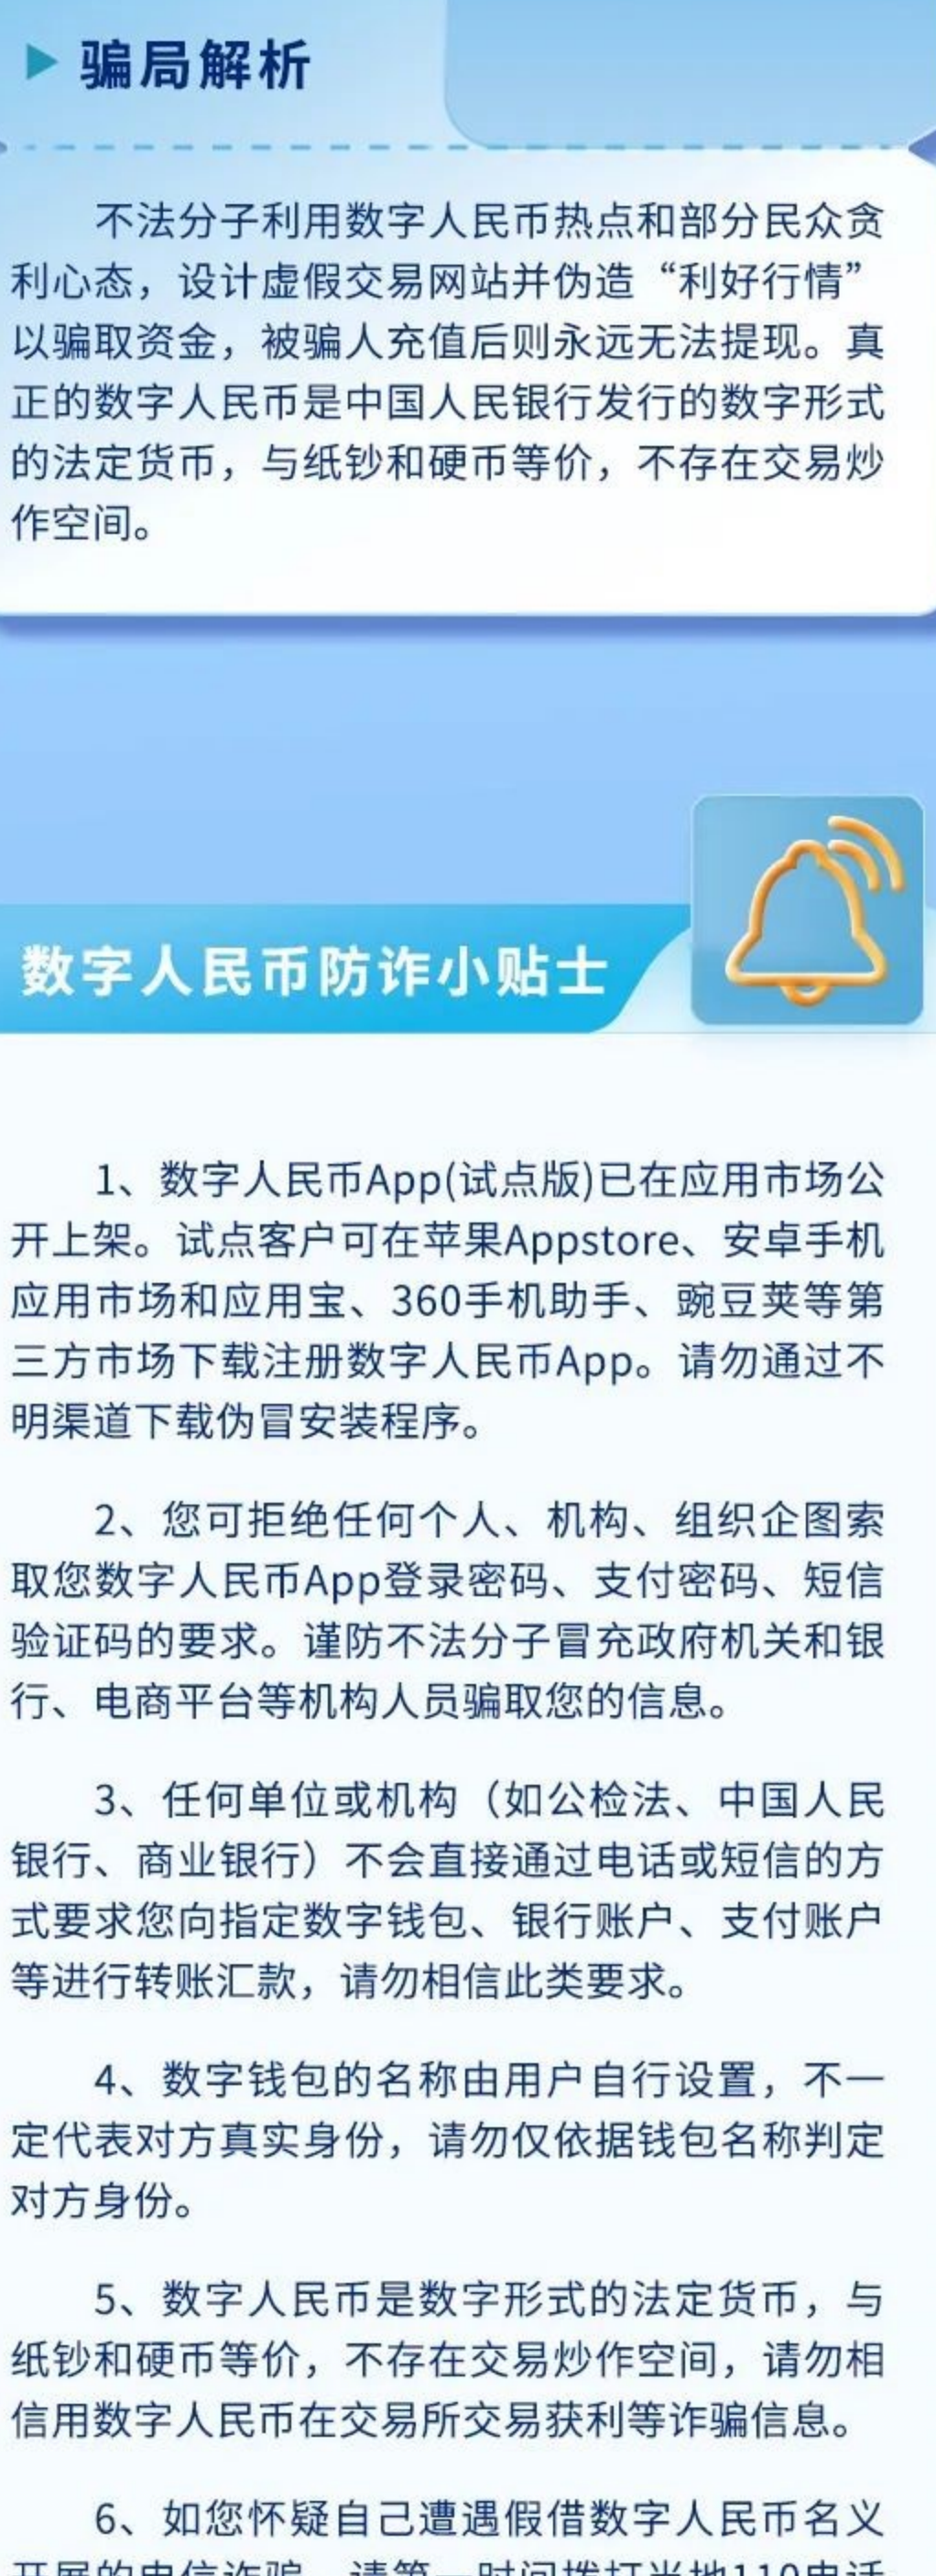 骗局解析
不法分子利用数字人民币热点和部分民众贪
利心态，设计虚假交易网站并伪造“利好行情”
以骗取资金，被骗人充值后则永远无法提现。真
正的数字人民币是中国人民银行发行的数字形式
的法定货币，与纸钞和硬币等价，不存在交易炒
作空间。
数字人民币防诈小贴士
1、数字人民币App(试点版)已在应用市场公
开上架。试点客户可在苹果Appstore、安卓手机
应用市场和应用宝、360手机助手、豌豆荚等第
三方市场下载注册数字人民币App。请勿通过不
明渠道下载伪冒安装程序。
2、您可拒绝任何个人、机构、组织企图索
取您数字人民币App登录密码、支付密码、短信
验证码的要求。谨防不法分子冒充政府机关和银
行、电商平台等机构人员骗取您的信息。
3、任何单位或机构（如公检法、中国人民
银行、商业银行）不会直接通过电话或短信的方
式要求您向指定数字钱包、银行账户、支付账户
等进行转账汇款，请勿相信此类要求。
4、数字钱包的名称由用户自行设置，不一
定代表对方真实身份，请勿仅依据钱包名称判定
对方身份。
5、数字人民币是数字形式的法定货币，与
纸钞和硬币等价，不存在交易炒作空间，请勿相
信用数字人民币在交易所交易获利等诈骗信息。
6、如您怀疑自己遭遇假借数字人民币名义
开展的电信诈骗，请第一时间拨打当地110电话